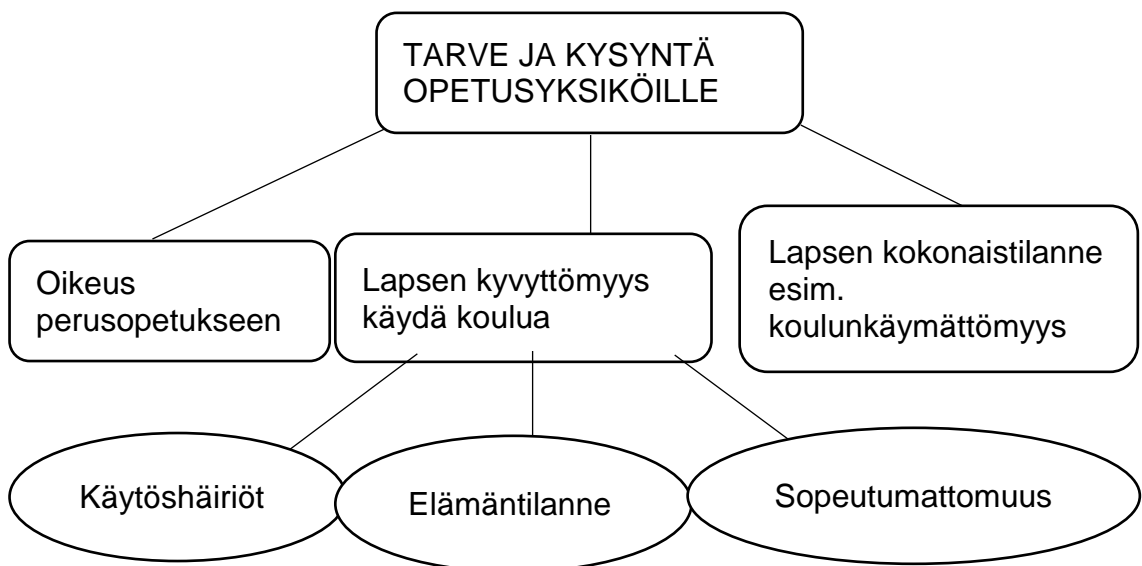 TARVE JA KYSYNTÄ
OPETUSYKSIKÖILLE
Oikeus
perusopetukseen
Lapsen kyvyttömyys
käydä koulua
Lapsen kokonaistilanne
esim.
koulunkäymättömyys
Käytöshäiriöt
Elämäntilanne
Sopeutumattomuus